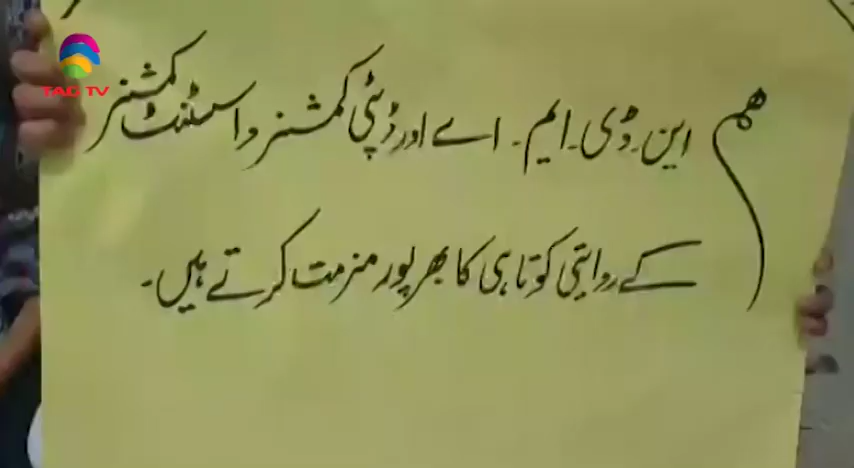 TAG TV
ہم این۔ڈی۔ایم۔اے اور ڈپٹی کمشنر و اسسٹنٹ کمشنر
کے روایتی کوتاہی کا بھرپور مزمت کرتے ہیں۔